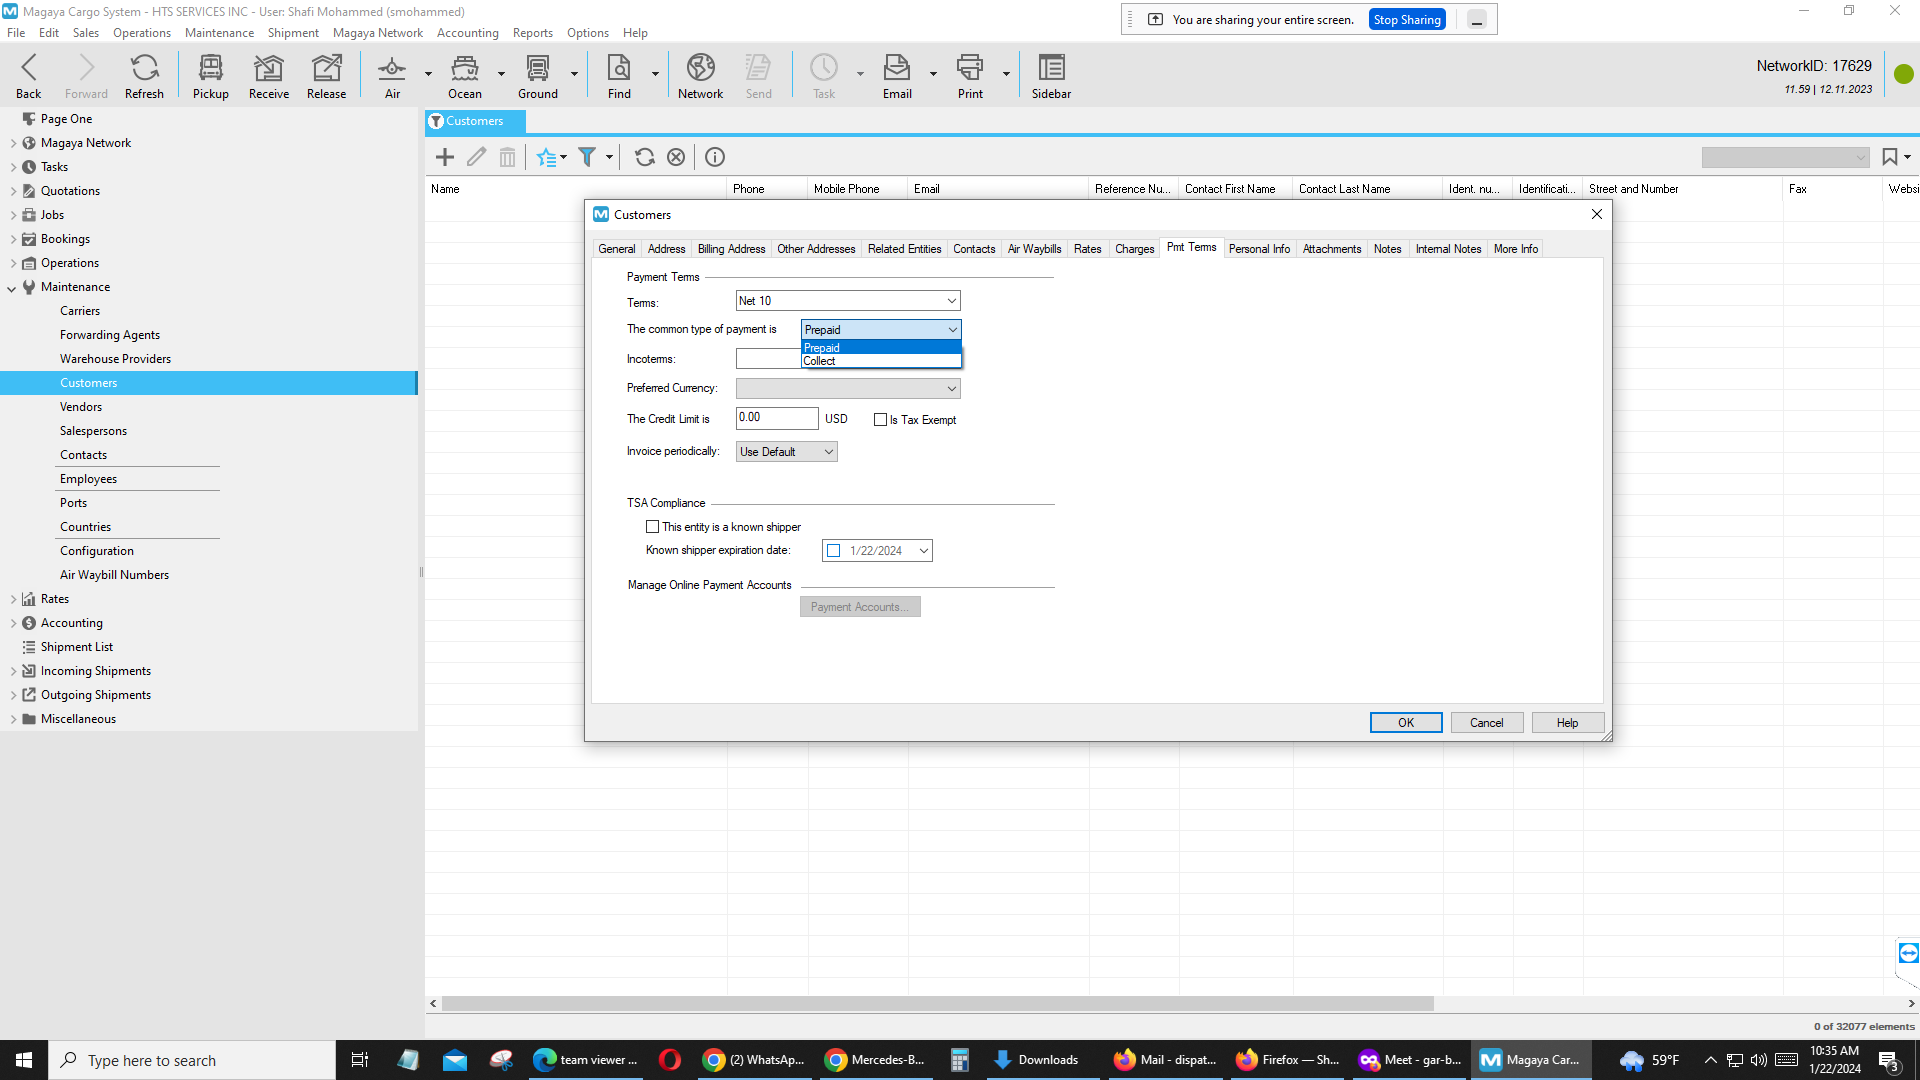 Magaya Cargo System - HTS SERVICES INC - User: Shafi Mohammed (smohammed)
You are sharing your entire screen.
Stop Sharing
File Edit Sales Operations Maintenance Shipment Magaya Network Accounting Reports Options Help
Back Forward Refresh Pickup Receive Release Air Ocean Ground Find Network Send Task Email Print Sidebar
NetworkID: 17629
11.59 | 12.11.2023
Page One
Magaya Network
Tasks
Quotations
Jobs
Bookings
Operations
Maintenance
Carriers
Forwarding Agents
Warehouse Providers
Customers
Vendors
Salespersons
Contacts
Employees
Ports
Countries
Configuration
Air Waybill Numbers
Rates
Accounting
Shipment List
Incoming Shipments
Outgoing Shipments
Miscellaneous
Customers
Name Phone Mobile Phone Email Reference Nu... Contact First Name Contact Last Name Ident. nu... Identificati... Street and Number Fax Websi
Customers
General Address Billing Address Other Addresses Related Entities Contacts Air Waybills Rates Charges Pmt Terms Personal Info Attachments Notes Internal Notes More Info
Payment Terms
Terms: Net 10
The common type of payment is Prepaid
Prepaid
Collect
Incoterms:
Preferred Currency:
The Credit Limit is 0.00 USD Is Tax Exempt
Invoice periodically: Use Default
TSA Compliance
This entity is a known shipper
Known shipper expiration date: 1/22/2024
Manage Online Payment Accounts
Payment Accounts...
OK Cancel Help
0 of 32077 elements
Type here to search
team viewer ...
(2) WhatsAp...
Mercedes-B...
Downloads
Mail - dispat...
Firefox — Sh...
Meet - gar-b...
Magaya Car...
59°F
10:35 AM
1/22/2024
3